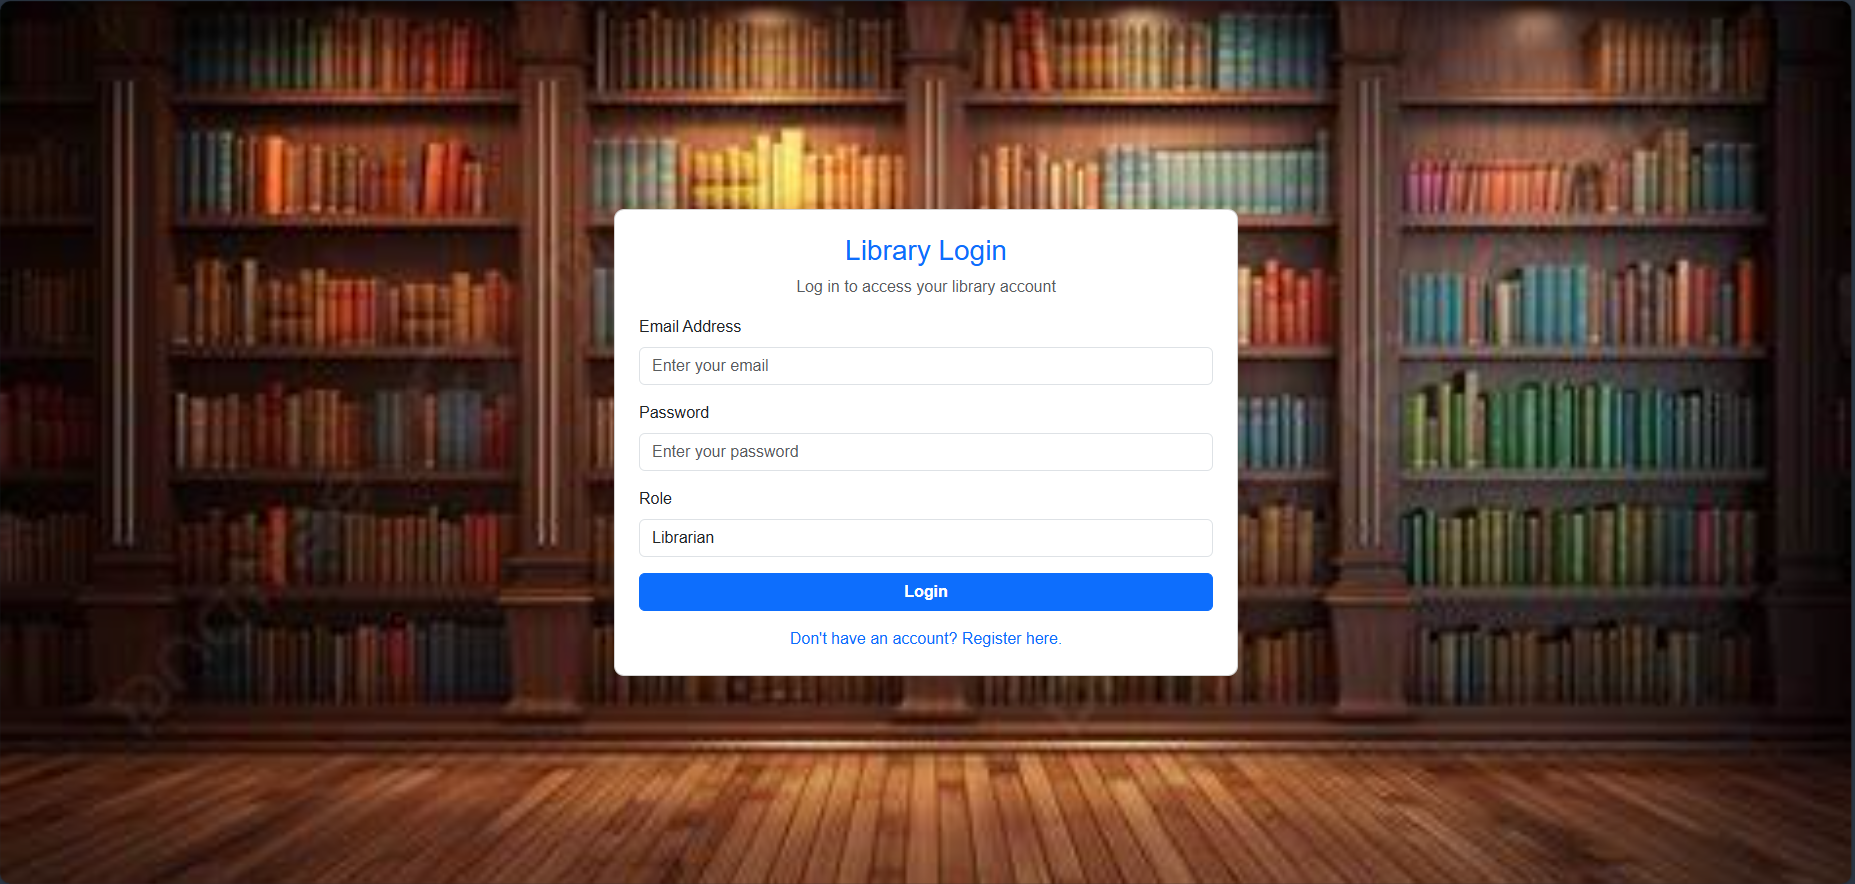 Library Login
Log in to access your library account
Email Address
Enter your email
Password
Enter your password
Role
Librarian
Login
Don't have an account? Register here.